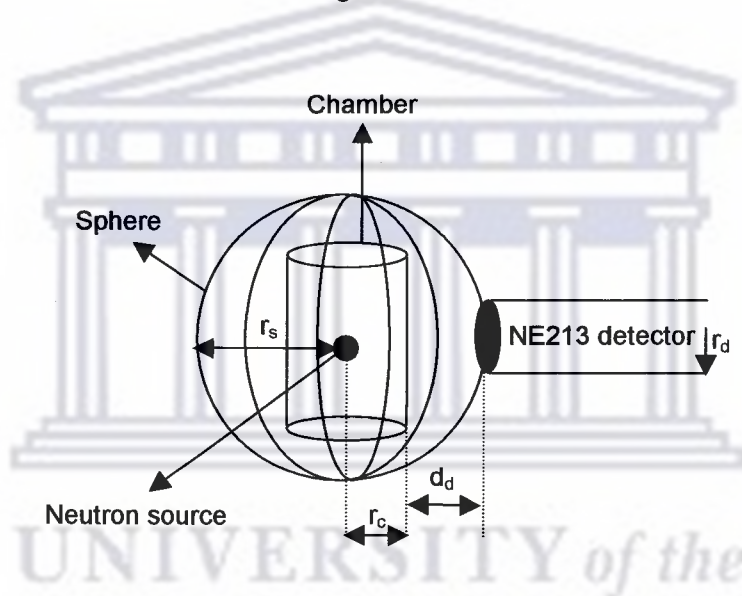 Chamber
Sphere
r_s
NE213 detector
r_d
d_d
Neutron source
r_c
UNIVERSITY of the